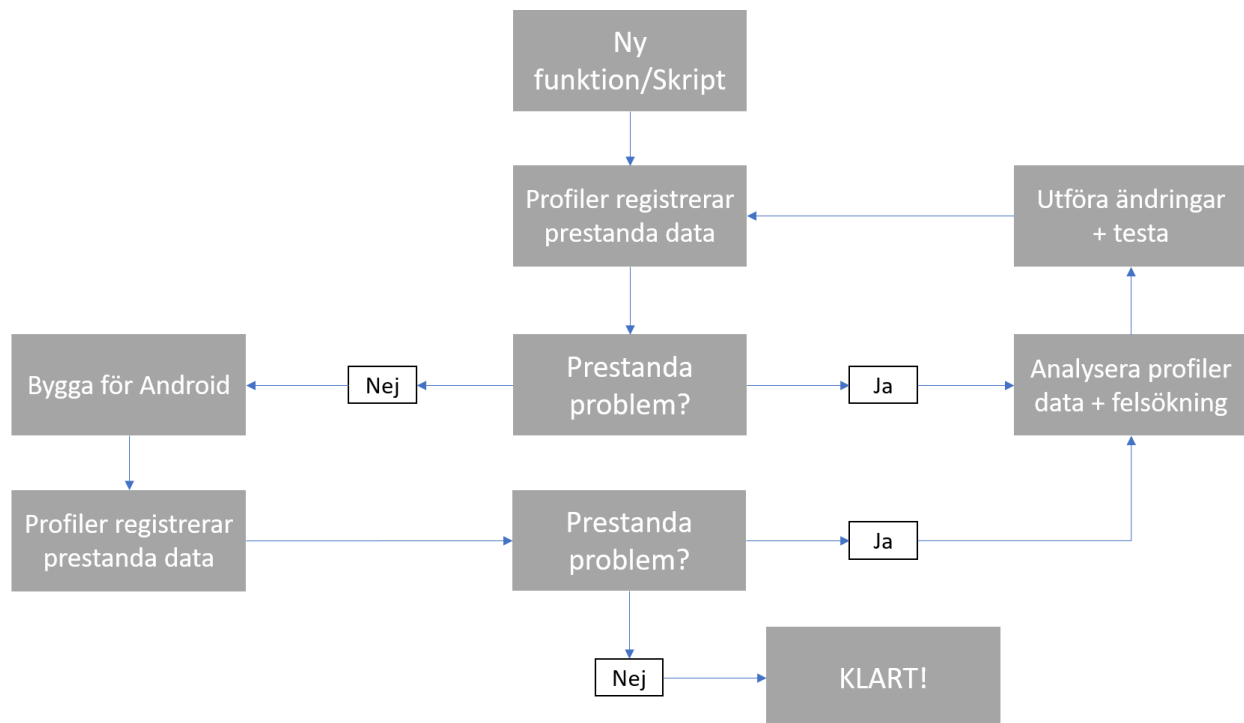 Ny
funktion/Skript
Profiler registrerar
prestanda data
Utföra ändringar
+ testa
Bygga för Android
Nej
Prestanda
problem?
Ja
Analysera profiler
data + felsökning
Profiler registrerar
prestanda data
Prestanda
problem?
Ja
Nej
KLART!